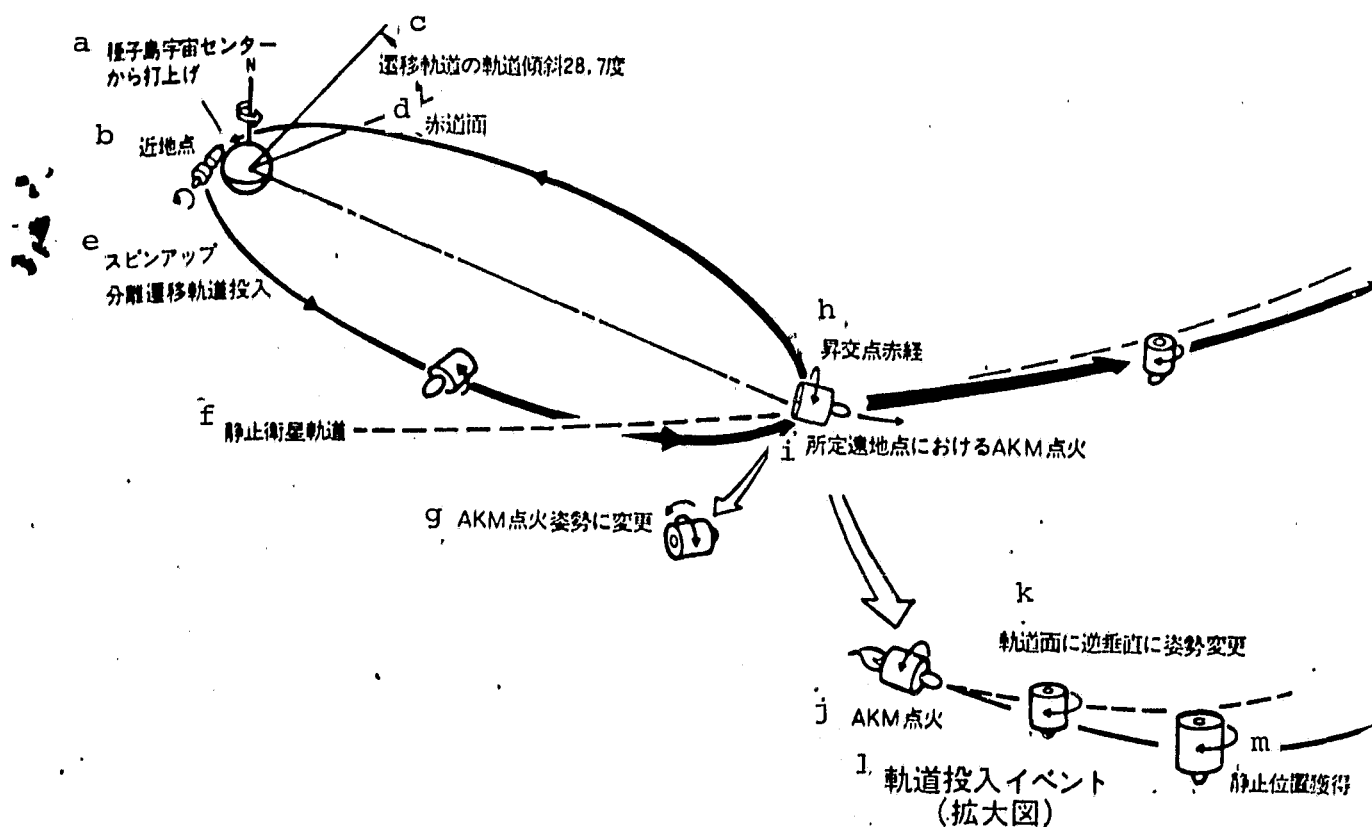 a 種子島宇宙センター
から打上げ
N
c
遷移軌道の軌道傾斜28.7度
d 赤道面
b 近地点
e スピンアップ
分離遷移軌道投入
h
昇交点赤経
f 静止衛星軌道
i 所定遠地点におけるAKM点火
g AKM点火姿勢に変更
k
軌道面に逆垂直に姿勢変更
j AKM点火
m
静止位置獲得
l 軌道投入イベント
(拡大図)